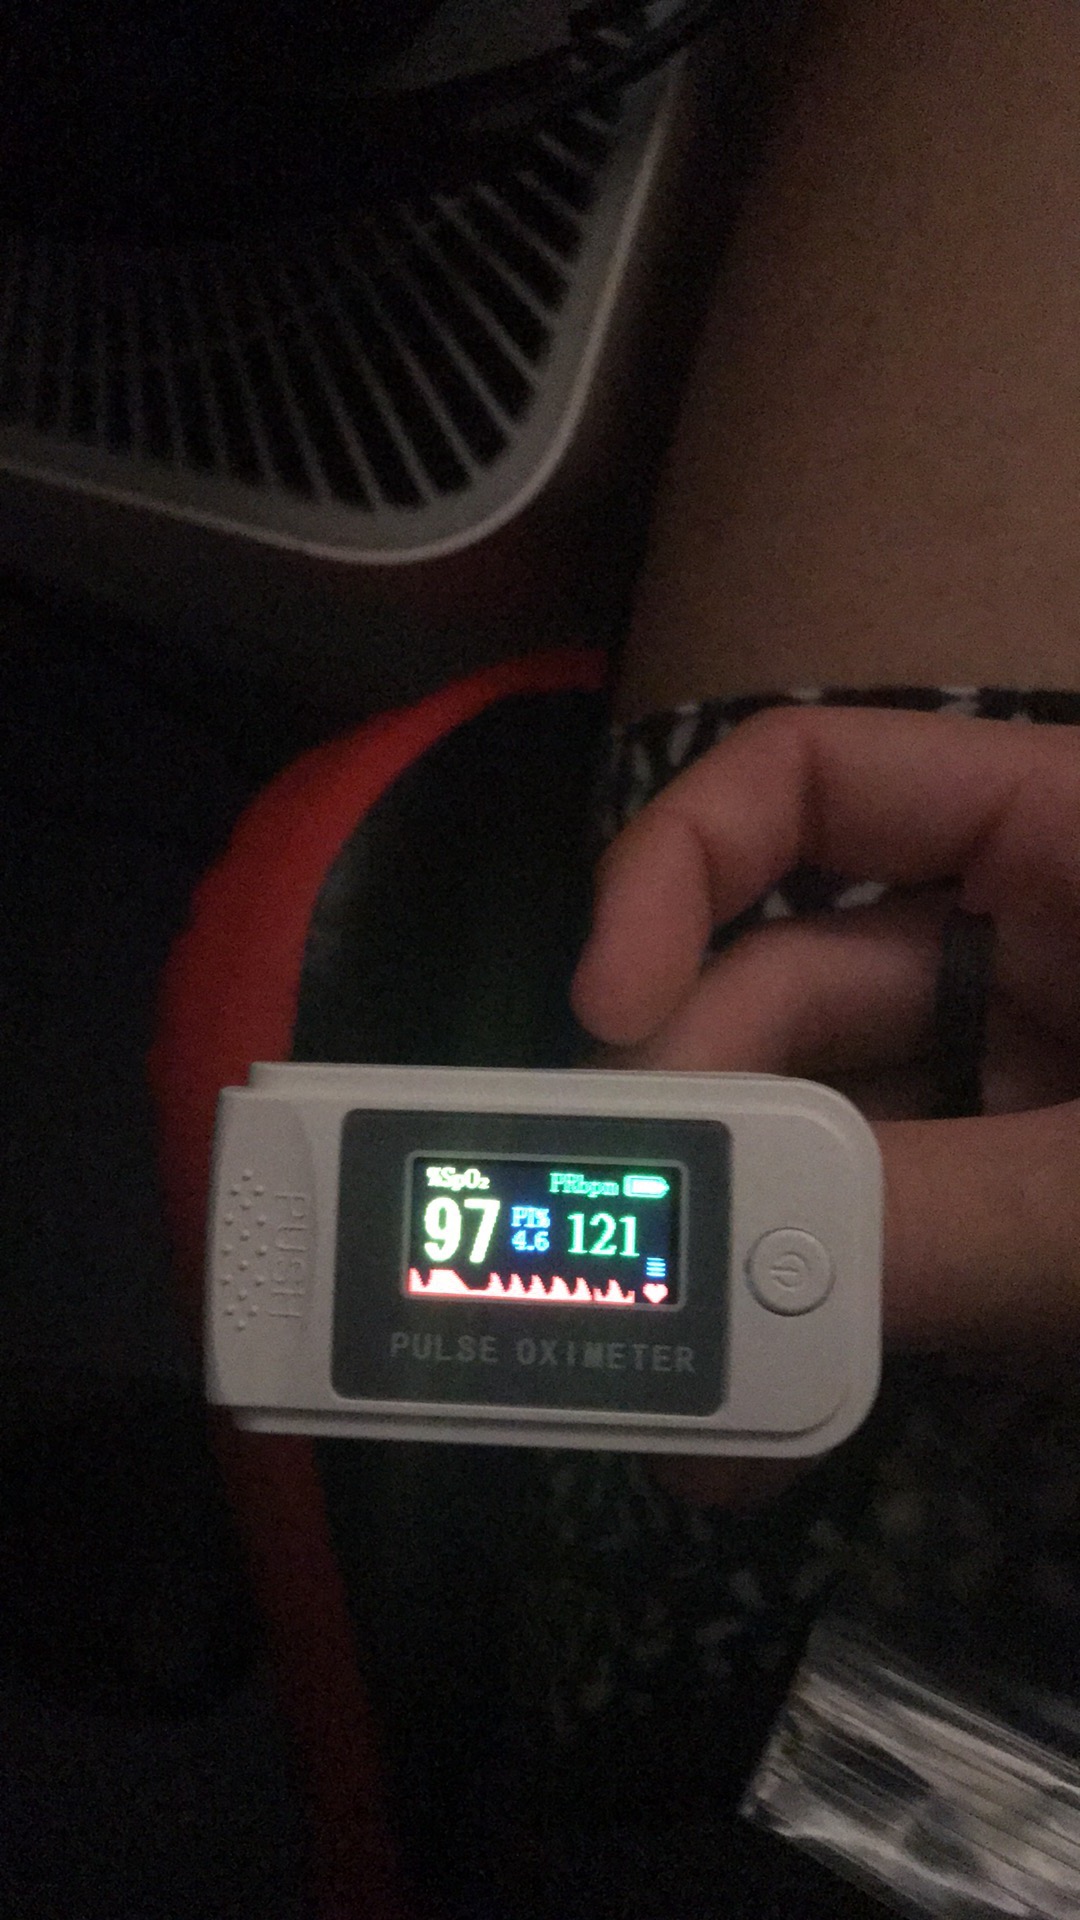 %SpO₂ PRbpm
97 PI% 121
4.6
PULSE OXIMETER
PUSH